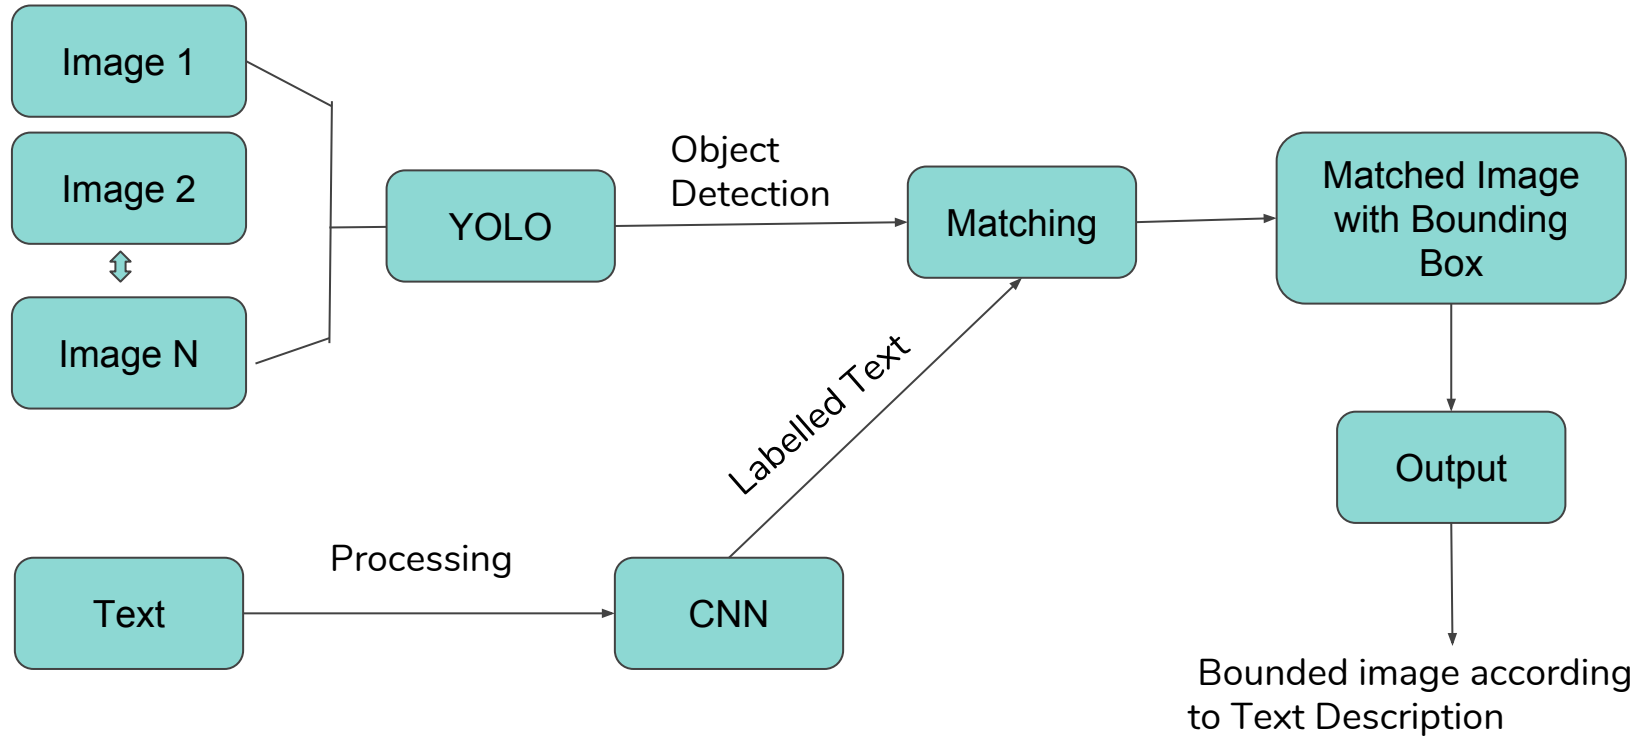 Image 1
Image 2
Image N
YOLO
Object
Detection
Matching
Matched Image
with Bounding
Box
Labelled Text
Output
Text
Processing
CNN
Bounded image according
to Text Description